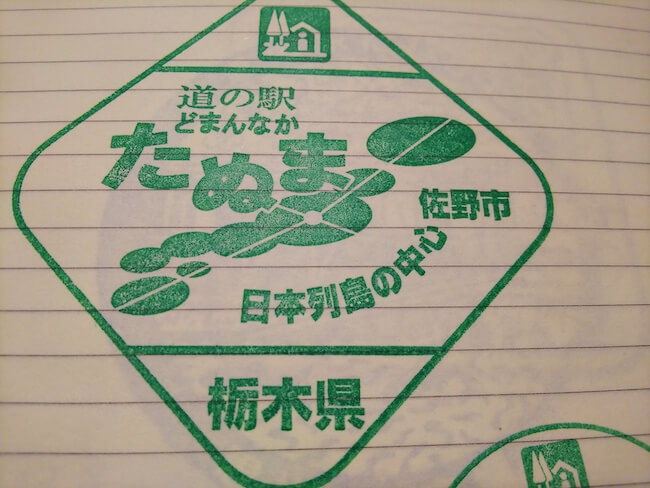 道の駅
どまんなか
たぬま
佐野市
日本列島の中心
栃木県